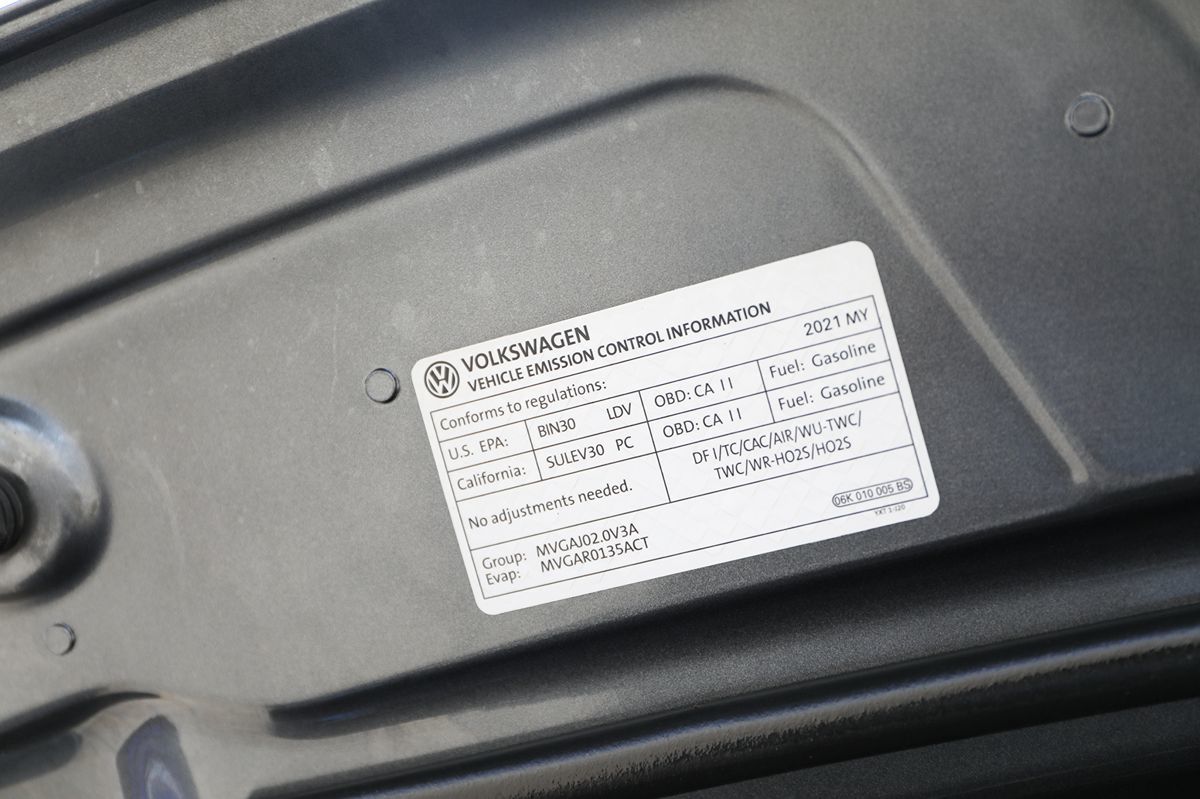 VOLKSWAGEN
VEHICLE EMISSION CONTROL INFORMATION
Conforms to regulations: 2021 MY
U.S. EPA: BIN30 LDV OBD: CA II Fuel: Gasoline
California: SULEV30 PC OBD: CA II Fuel: Gasoline
No adjustments needed.
DFI/TC/CAC/AIR/WU-TWC/
TWC/WR-HO2S/HO2S
Group: MVGAJ02.0V3A
Evap: MVGAR0135ACT
06K 010 005 BS